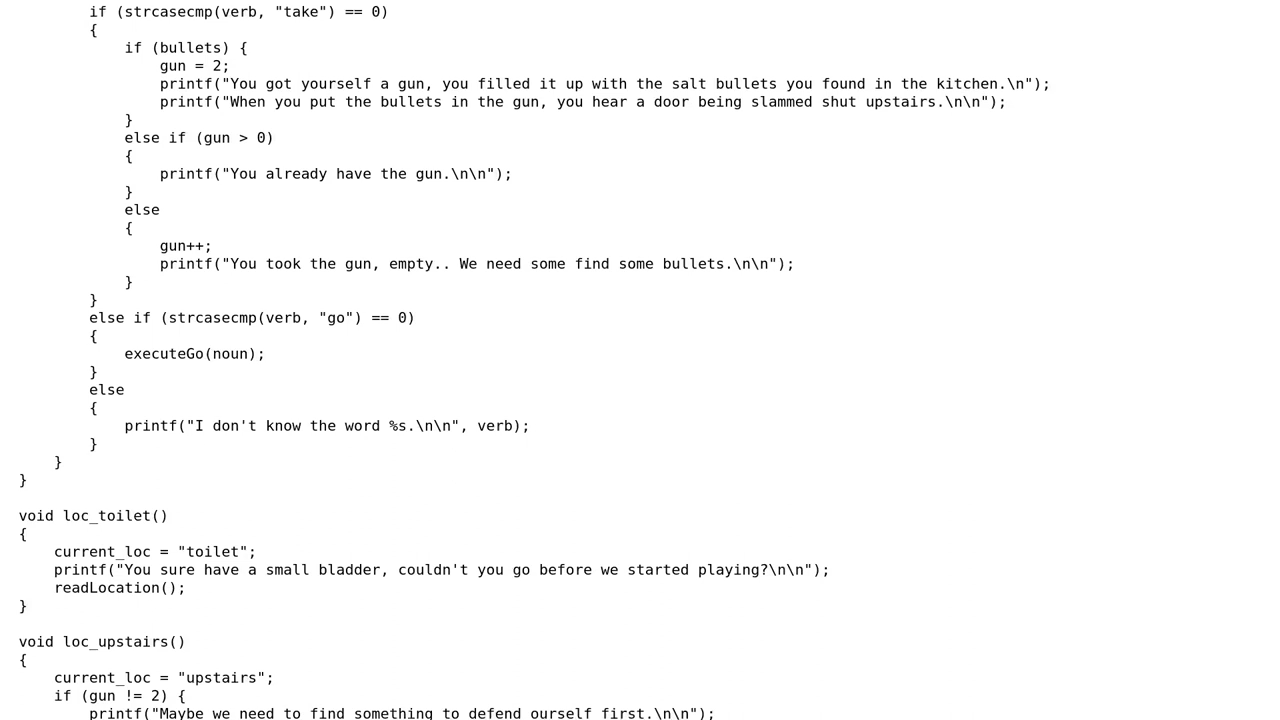 if (strcasecmp(verb, "take") == 0)
        {
            if (bullets) {
                gun = 2;
                printf("You got yourself a gun, you filled it up with the salt bullets you found in the kitchen.\n");
                printf("When you put the bullets in the gun, you hear a door being slammed shut upstairs.\n\n");
            }
            else if (gun > 0)
            {
                printf("You already have the gun.\n\n");
            }
            else
            {
                gun++;
                printf("You took the gun, empty.. We need some find some bullets.\n\n");
            }
        }
        else if (strcasecmp(verb, "go") == 0)
        {
            executeGo(noun);
        }
        else
        {
            printf("I don't know the word %s.\n\n", verb);
        }
    }
}

void loc_toilet()
{
    current_loc = "toilet";
    printf("You sure have a small bladder, couldn't you go before we started playing?\n\n");
    readLocation();
}

void loc_upstairs()
{
    current_loc = "upstairs";
    if (gun != 2) {
        printf("Maybe we need to find something to defend ourself first.\n\n");